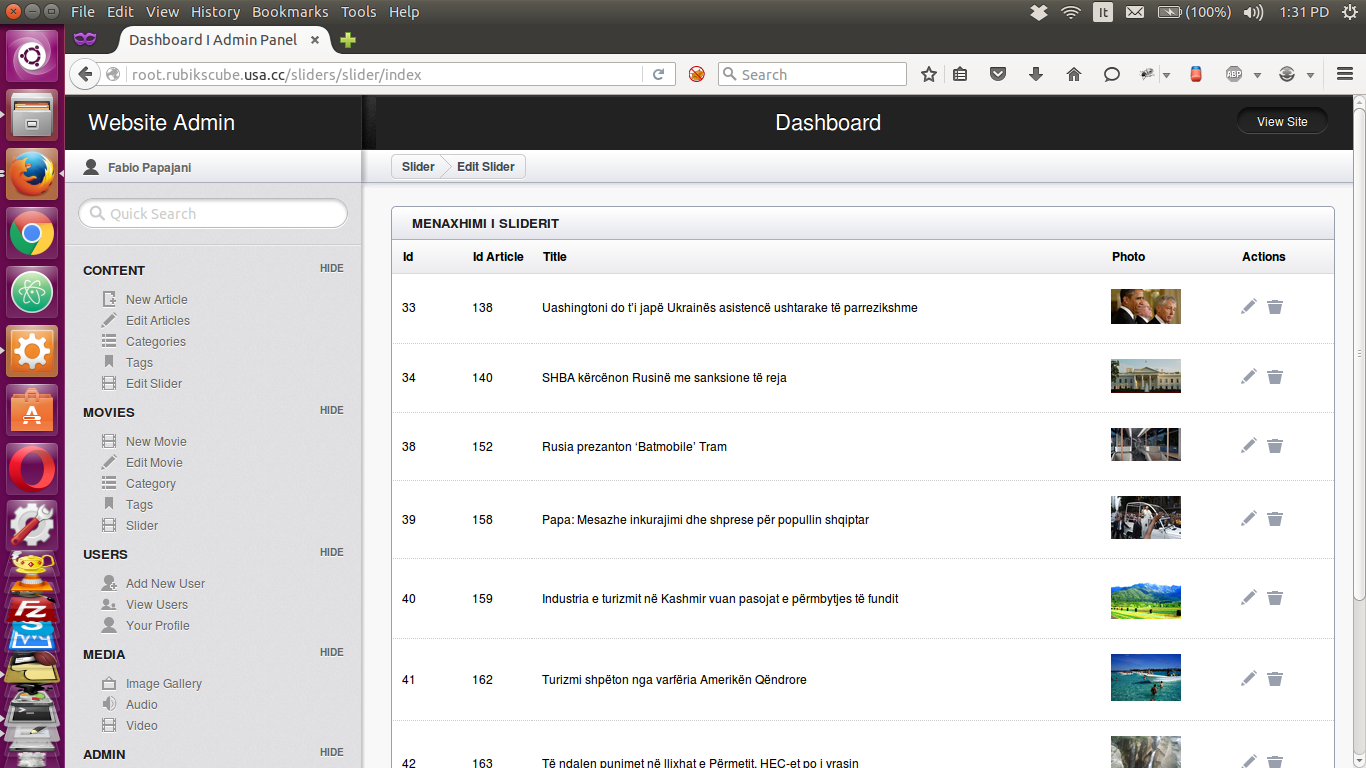 File Edit View History Bookmarks Tools Help
It (100%) 1:31 PD
Dashboard I Admin Panel
root.rubikscube.usa.cc/sliders/slider/index
Search
ABP
Website Admin
Dashboard
View Site
Fabio Papajani
Slider
Edit Slider
Quick Search
CONTENT HIDE
New Article
Edit Articles
Categories
Tags
Edit Slider
MOVIES HIDE
New Movie
Edit Movie
Category
Tags
Slider
USERS HIDE
Add New User
View Users
Your Profile
MEDIA HIDE
Image Gallery
Audio
Video
ADMIN HIDE
MENAXHIMI I SLIDERIT
Id Id Article Title Photo Actions
33 138 Uashingtoni do t'i japë Ukrainës asistencë ushtarake të parrezikshme
34 140 SHBA kërcënon Rusinë me sanksione të reja
38 152 Rusia prezanton ‘Batmobile’ Tram
39 158 Papa: Mesazhe inkurajimi dhe shprese për popullin shqiptar
40 159 Industria e turizmit në Kashmir vuan pasojat e përmbytjes të fundit
41 162 Turizmi shpëton nga varfëria Amerikën Qëndrore
42 163 Të ndalen punimet në llixhat e Përmetit, HEC-et po i vrasin